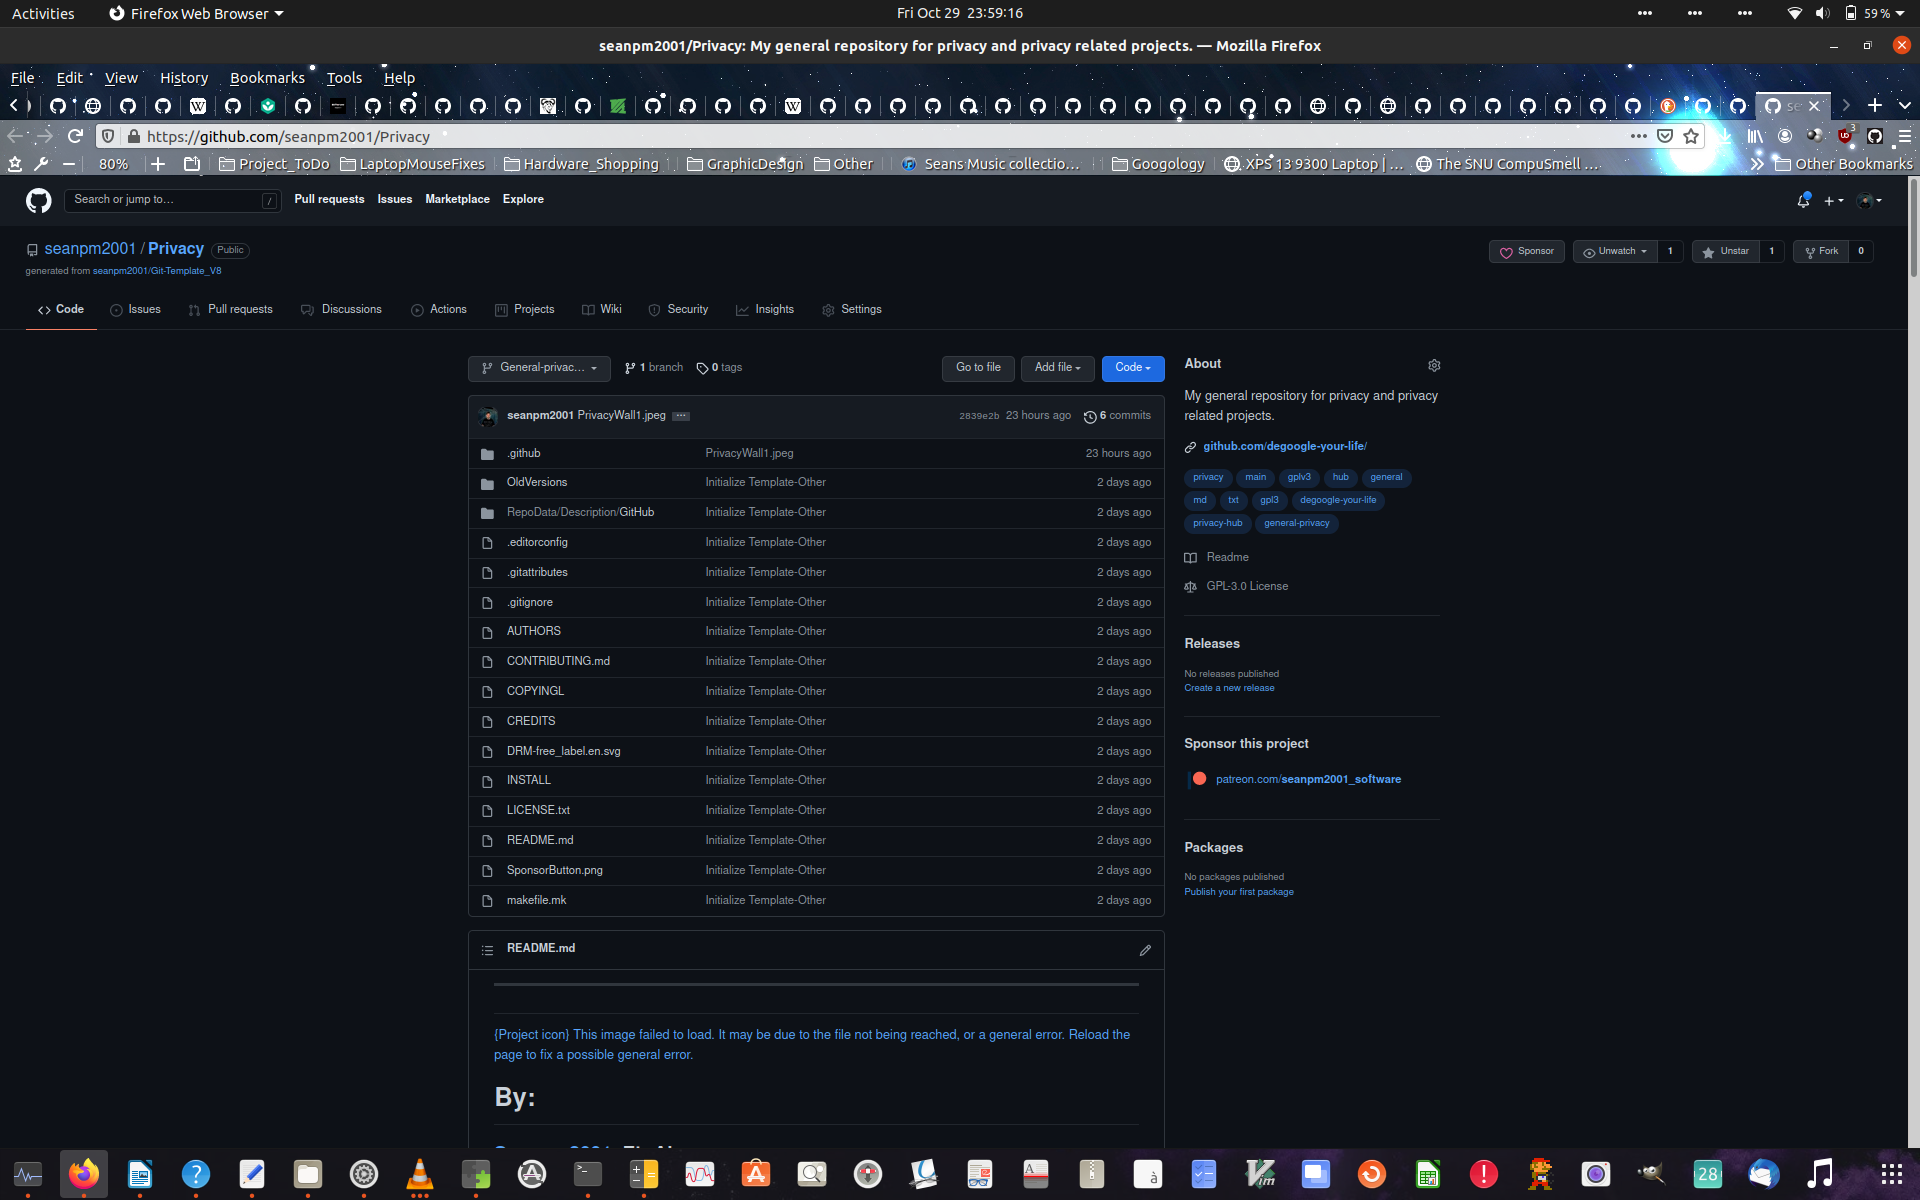 Activities
Firefox Web Browser
Fri Oct 29 23:59:16
59 %
seanpm2001/Privacy: My general repository for privacy and privacy related projects. — Mozilla Firefox
File Edit View History Bookmarks Tools Help
https://github.com/seanpm2001/Privacy
3
80%
Project_ToDo
LaptopMouseFixes
Hardware_Shopping
GraphicDesign
Other
Seans Music collectio…
Googology
XPS 13 9300 Laptop | …
The SNU CompuSmell …
Other Bookmarks
Search or jump to…
/
Pull requests Issues Marketplace Explore
seanpm2001 / Privacy Public
generated from seanpm2001/Git-Template_V8
Sponsor
Unwatch 1
Unstar 1
Fork 0
Code Issues Pull requests Discussions Actions Projects Wiki Security Insights Settings
General-privac…
1 branch
0 tags
Go to file
Add file
Code
seanpm2001 PrivacyWall1.jpeg
2839e2b 23 hours ago
6 commits
.github PrivacyWall1.jpeg 23 hours ago
OldVersions Initialize Template-Other 2 days ago
RepoData/Description/GitHub Initialize Template-Other 2 days ago
.editorconfig Initialize Template-Other 2 days ago
.gitattributes Initialize Template-Other 2 days ago
.gitignore Initialize Template-Other 2 days ago
AUTHORS Initialize Template-Other 2 days ago
CONTRIBUTING.md Initialize Template-Other 2 days ago
COPYINGL Initialize Template-Other 2 days ago
CREDITS Initialize Template-Other 2 days ago
DRM-free_label.en.svg Initialize Template-Other 2 days ago
INSTALL Initialize Template-Other 2 days ago
LICENSE.txt Initialize Template-Other 2 days ago
README.md Initialize Template-Other 2 days ago
SponsorButton.png Initialize Template-Other 2 days ago
makefile.mk Initialize Template-Other 2 days ago
README.md
{Project icon} This image failed to load. It may be due to the file not being reached, or a general error. Reload the
page to fix a possible general error.
By:
About
My general repository for privacy and privacy
related projects.
github.com/degoogle-your-life/
privacy main gplv3 hub general
md txt gpl3 degoogle-your-life
privacy-hub general-privacy
Readme
GPL-3.0 License
Releases
No releases published
Create a new release
Sponsor this project
patreon.com/seanpm2001_software
Packages
No packages published
Publish your first package
28